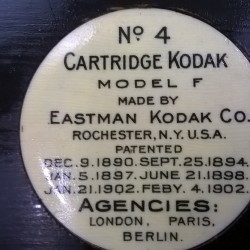 No 4
CARTRIDGE KODAK
MODEL F
MADE BY
EASTMAN KODAK CO.
ROCHESTER, N.Y. U.S.A.
PATENTED
DEC. 9.1890. SEPT. 25.1894.
JAN. 5.1897. JUNE 21.1898.
JAN. 21.1902. FEBY. 4.1902.
AGENCIES:
LONDON, PARIS,
BERLIN.